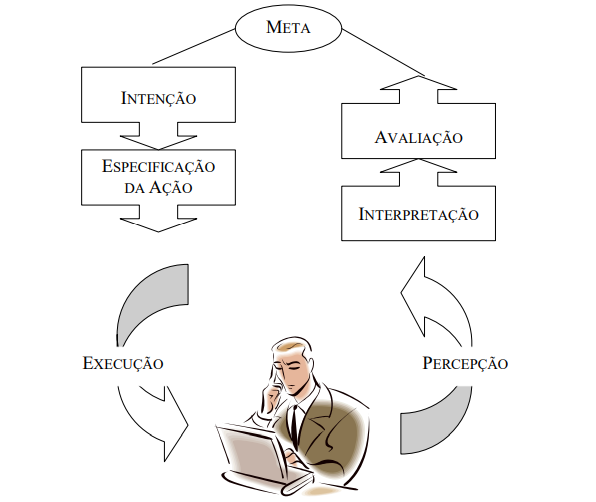 META
INTENÇÃO
ESPECIFICAÇÃO
DA AÇÃO
EXECUÇÃO
AVALIAÇÃO
INTERPRETAÇÃO
PERCEPÇÃO